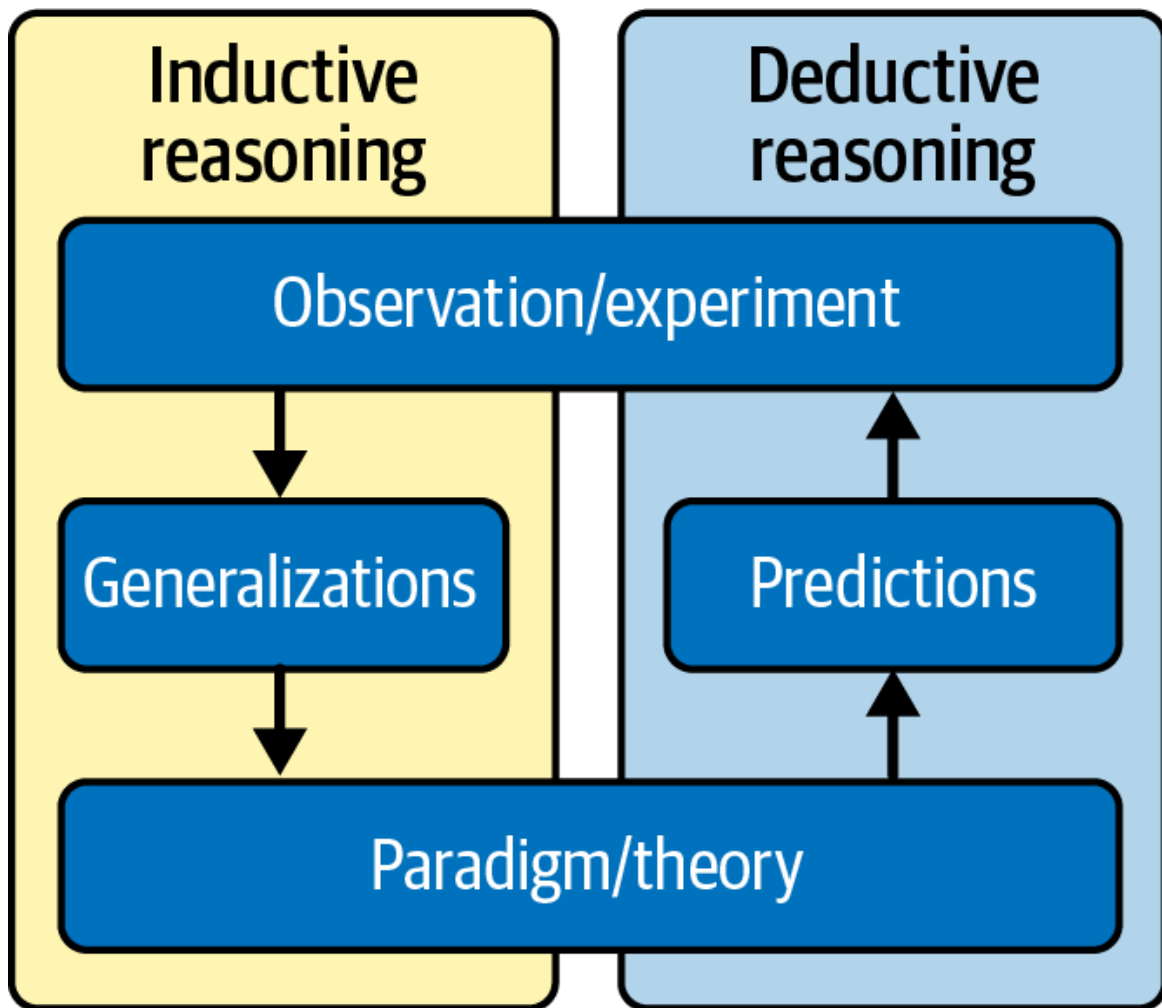 Inductive
reasoning
Deductive
reasoning
Observation/experiment
Generalizations
Predictions
Paradigm/theory